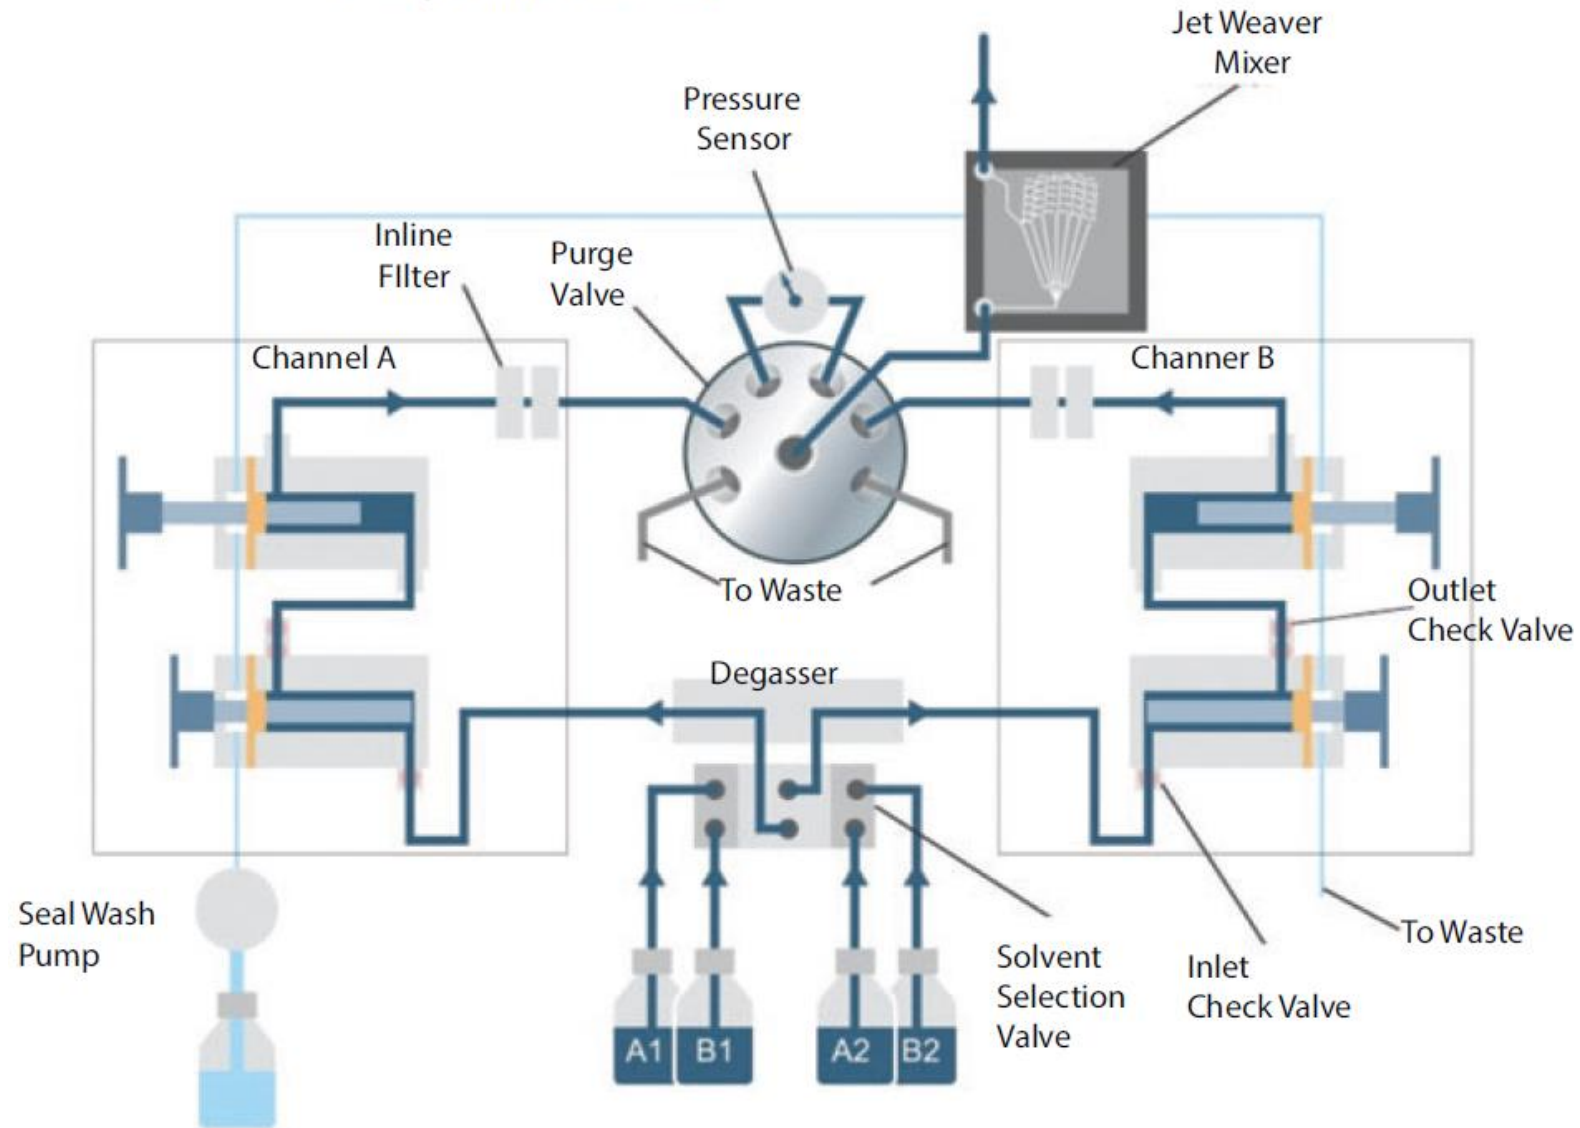 Jet Weaver
Mixer
Pressure
Sensor
Inline
FIlter
Purge
Valve
Channel A
Channer B
To Waste
Outlet
Check Valve
Degasser
Seal Wash
Pump
Solvent
Selection
Valve
Inlet
Check Valve
To Waste
A1
B1
A2
B2